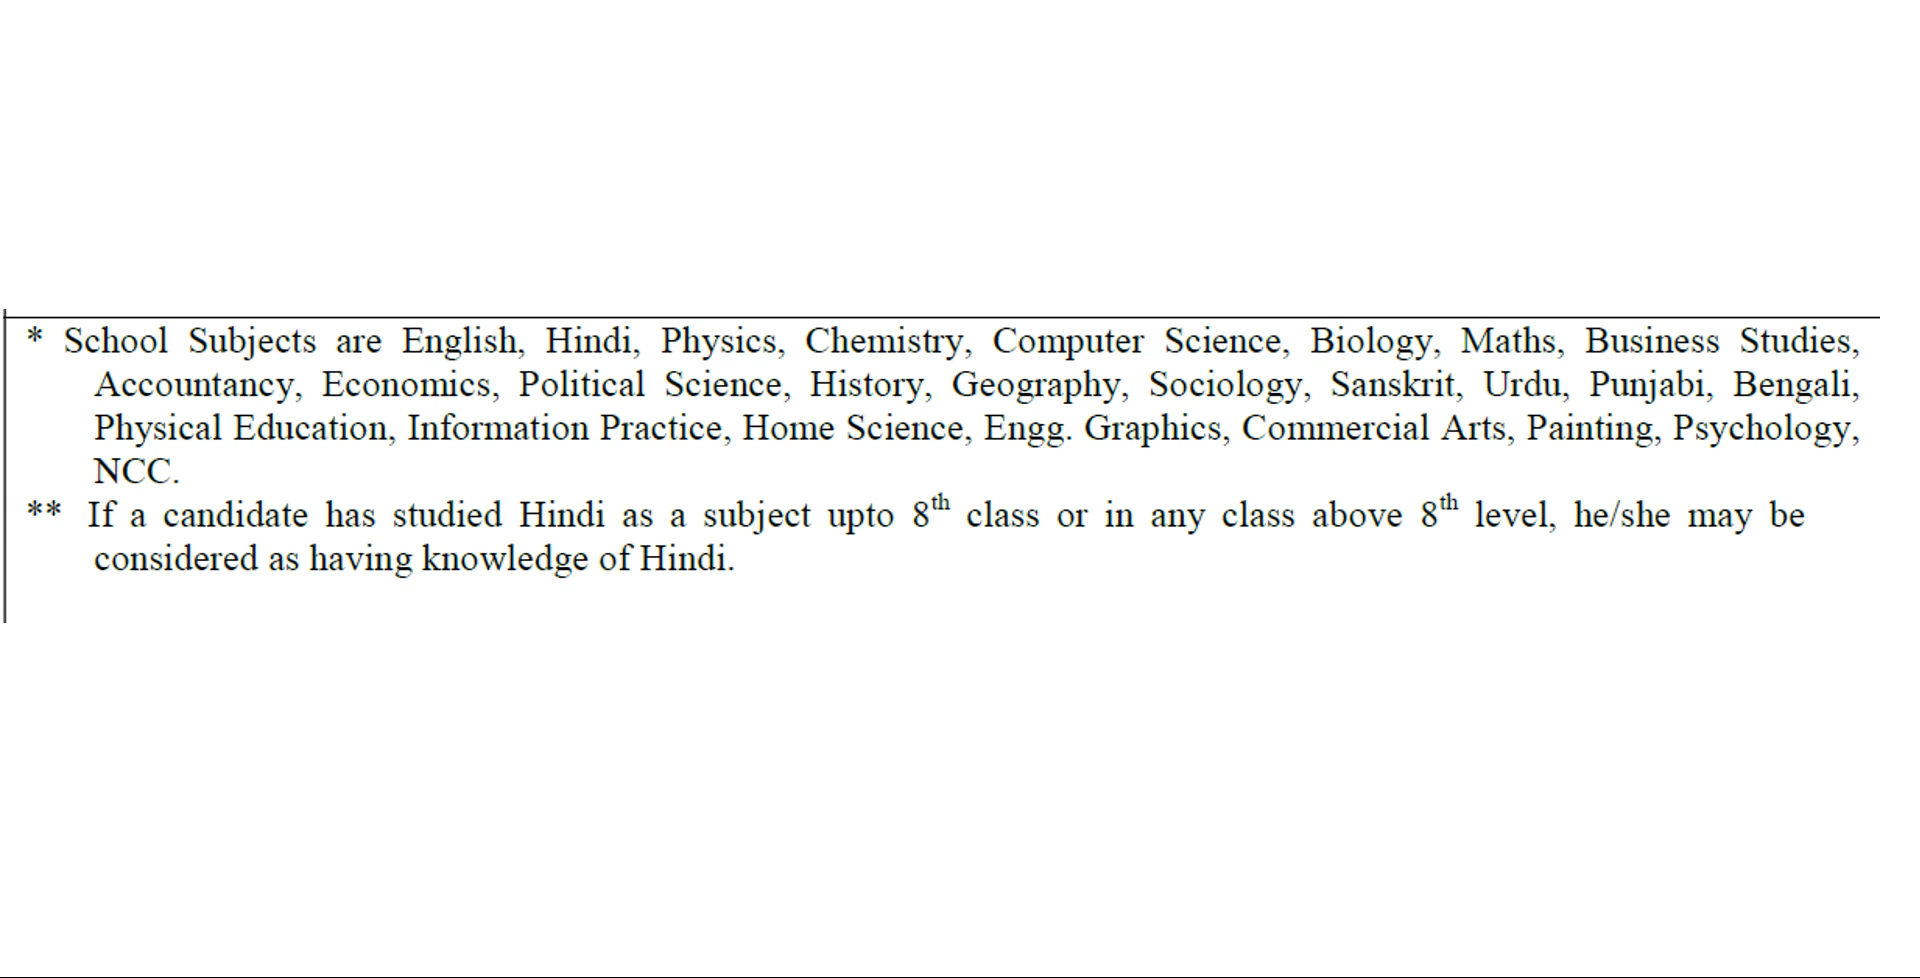 * School Subjects are English, Hindi, Physics, Chemistry, Computer Science, Biology, Maths, Business Studies,
Accountancy, Economics, Political Science, History, Geography, Sociology, Sanskrit, Urdu, Punjabi, Bengali,
Physical Education, Information Practice, Home Science, Engg. Graphics, Commercial Arts, Painting, Psychology,
NCC.
** If a candidate has studied Hindi as a subject upto 8th class or in any class above 8th level, he/she may be
considered as having knowledge of Hindi.